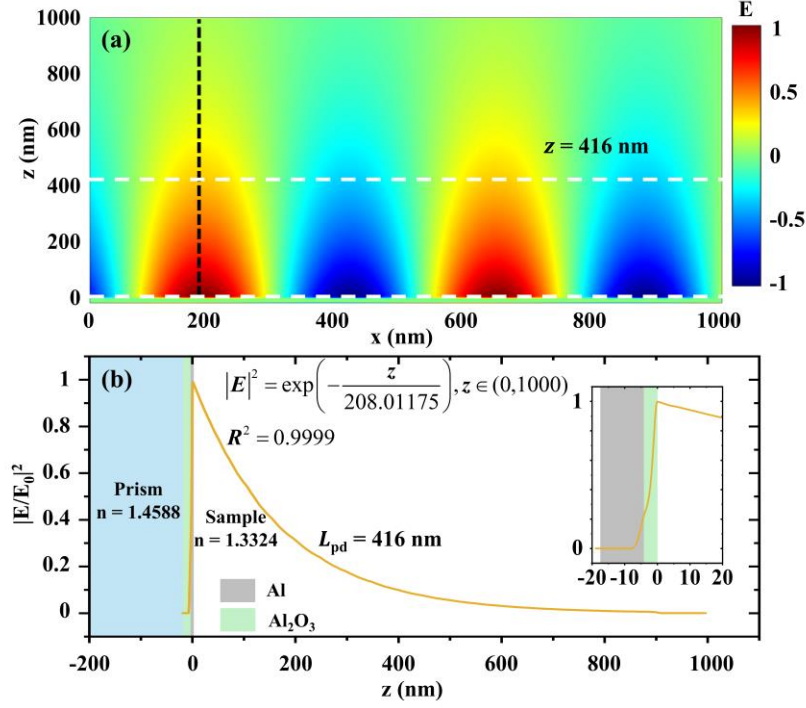 (a)
E
z (nm)
1000
800
600
400
200
0
z = 416 nm
1
0.5
0
-0.5
-1
0
200
400
600
800
1000
x (nm)
(b)
|E/E₀|²
1
0.8
0.6
0.4
0.2
0
|E|² = exp(−z/208.01175), z∈(0,1000)
R² = 0.9999
Prism
n = 1.4588
Sample
n = 1.3324
Lpd = 416 nm
Al
Al₂O₃
1
0
-20
-10
0
10
20
-200
0
200
400
600
800
1000
z (nm)